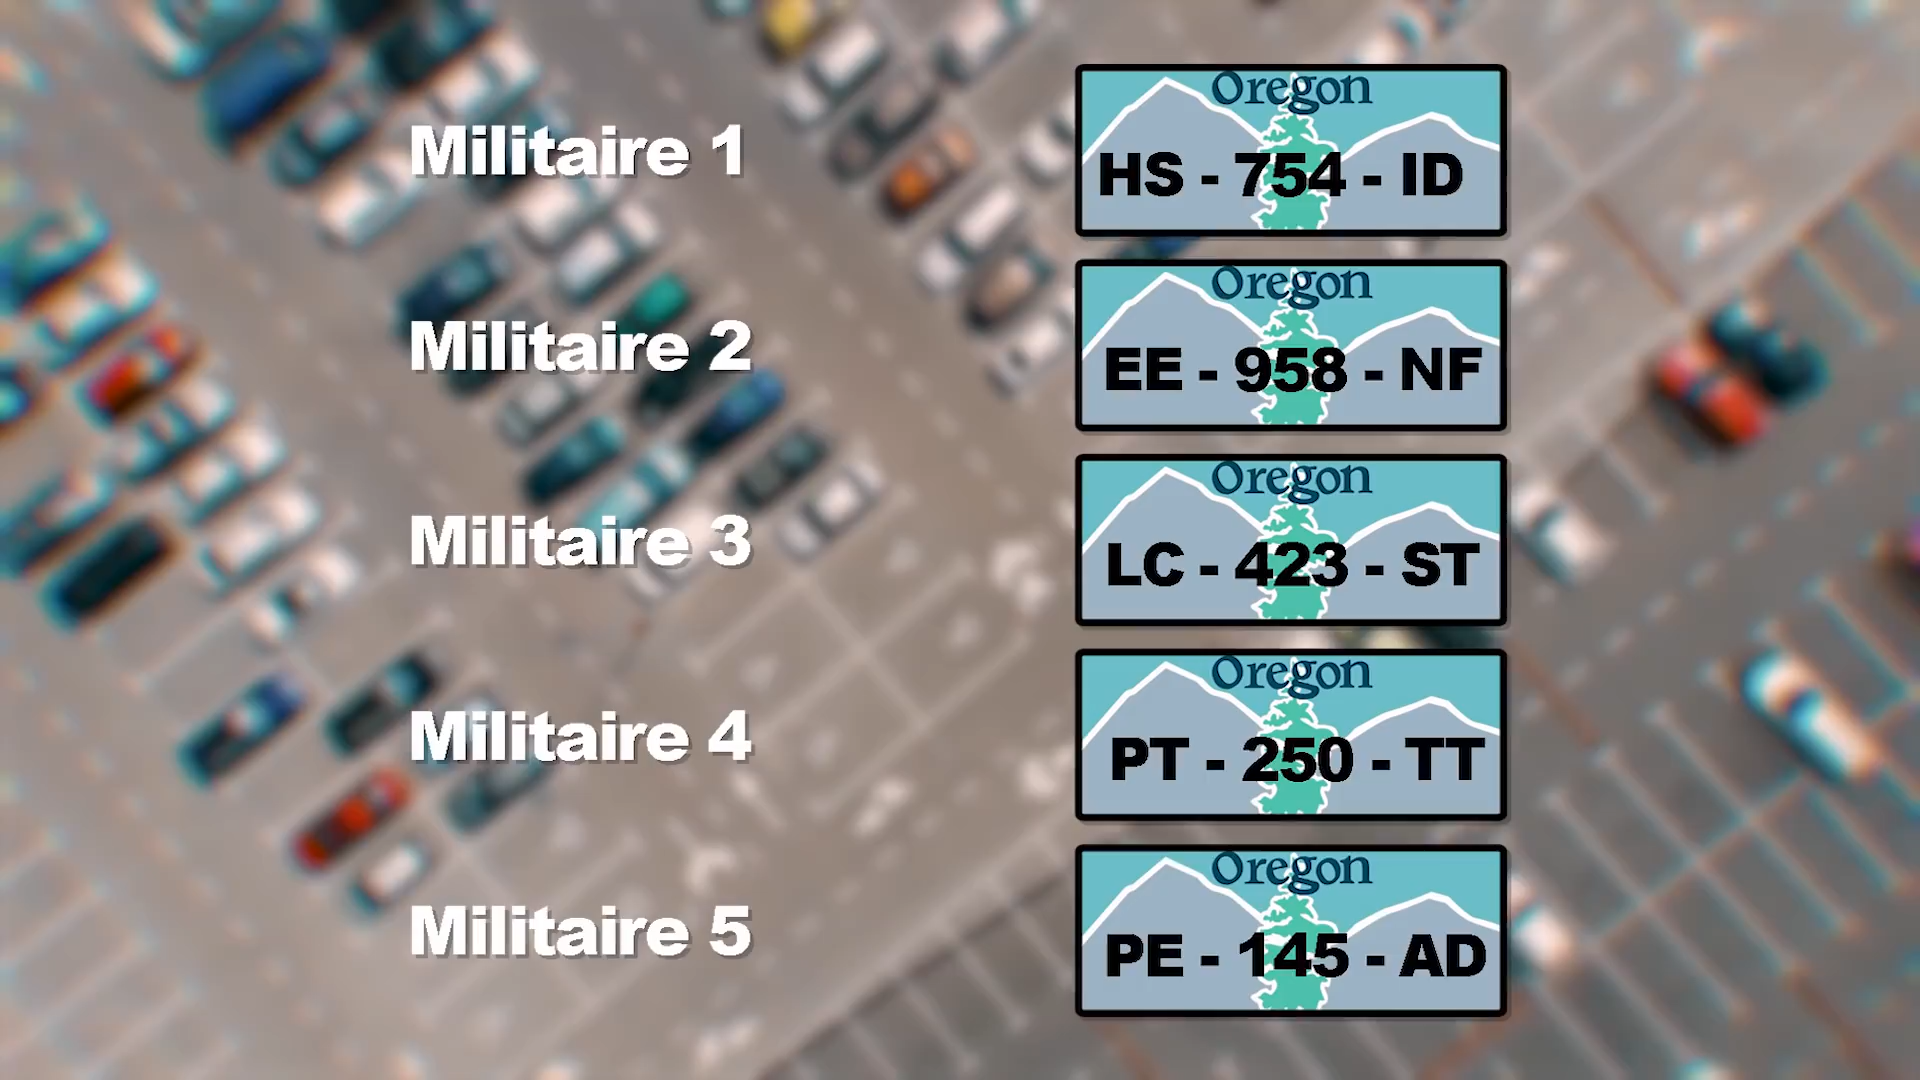 Militaire 1
Oregon
HS - 754 - ID
Militaire 2
Oregon
EE - 958 - NF
Militaire 3
Oregon
LC - 423 - ST
Militaire 4
Oregon
PT - 250 - TT
Militaire 5
Oregon
PE - 145 - AD